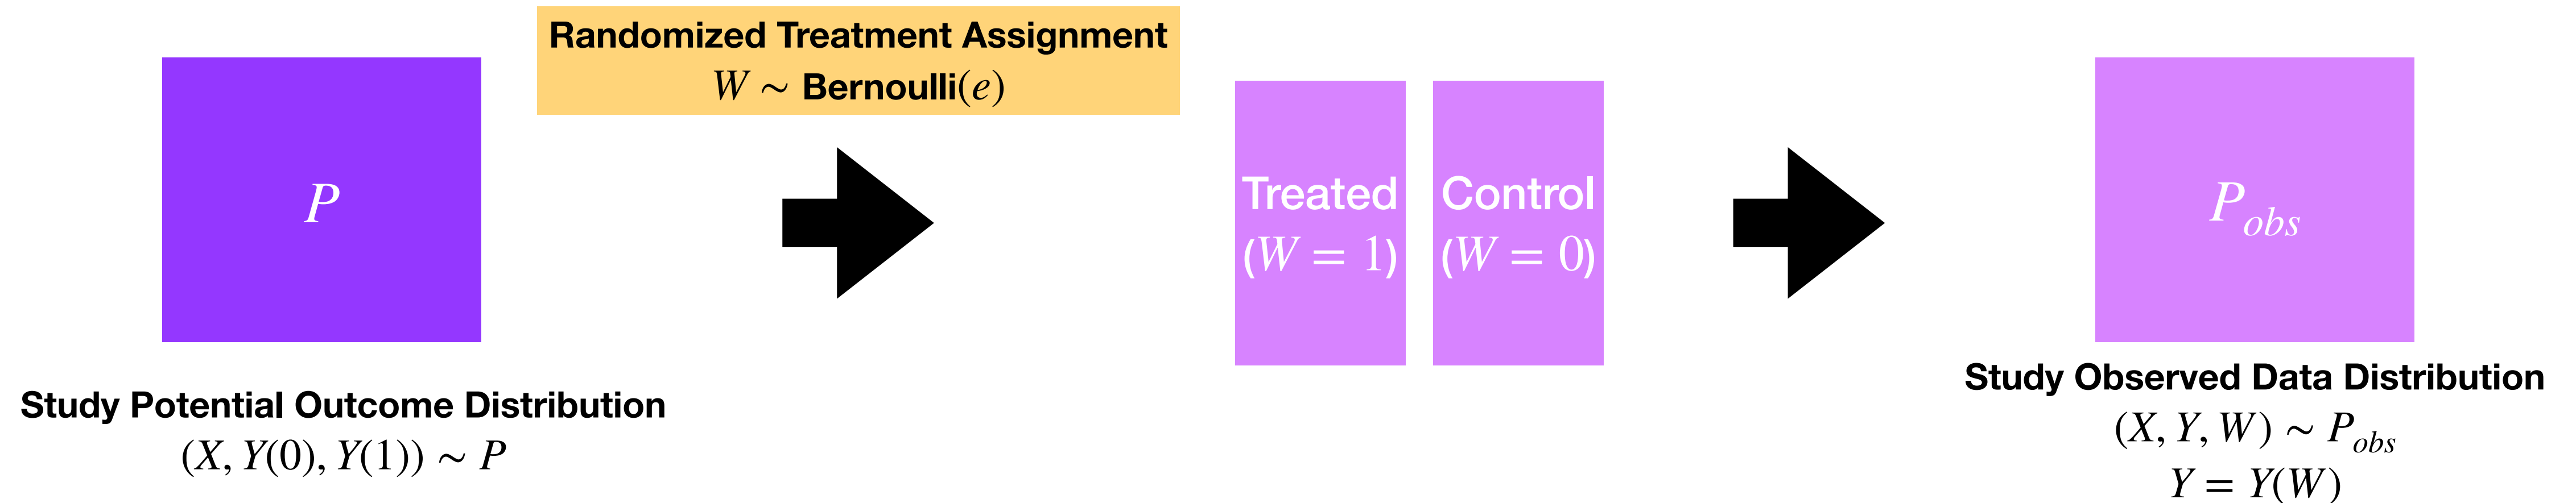 Randomized Treatment Assignment
W ∼ Bernoulli(e)
P
Treated
(W = 1)
Control
(W = 0)
P_obs
Study Potential Outcome Distribution
(X, Y(0), Y(1)) ∼ P
Study Observed Data Distribution
(X, Y, W) ∼ P_obs
Y = Y(W)